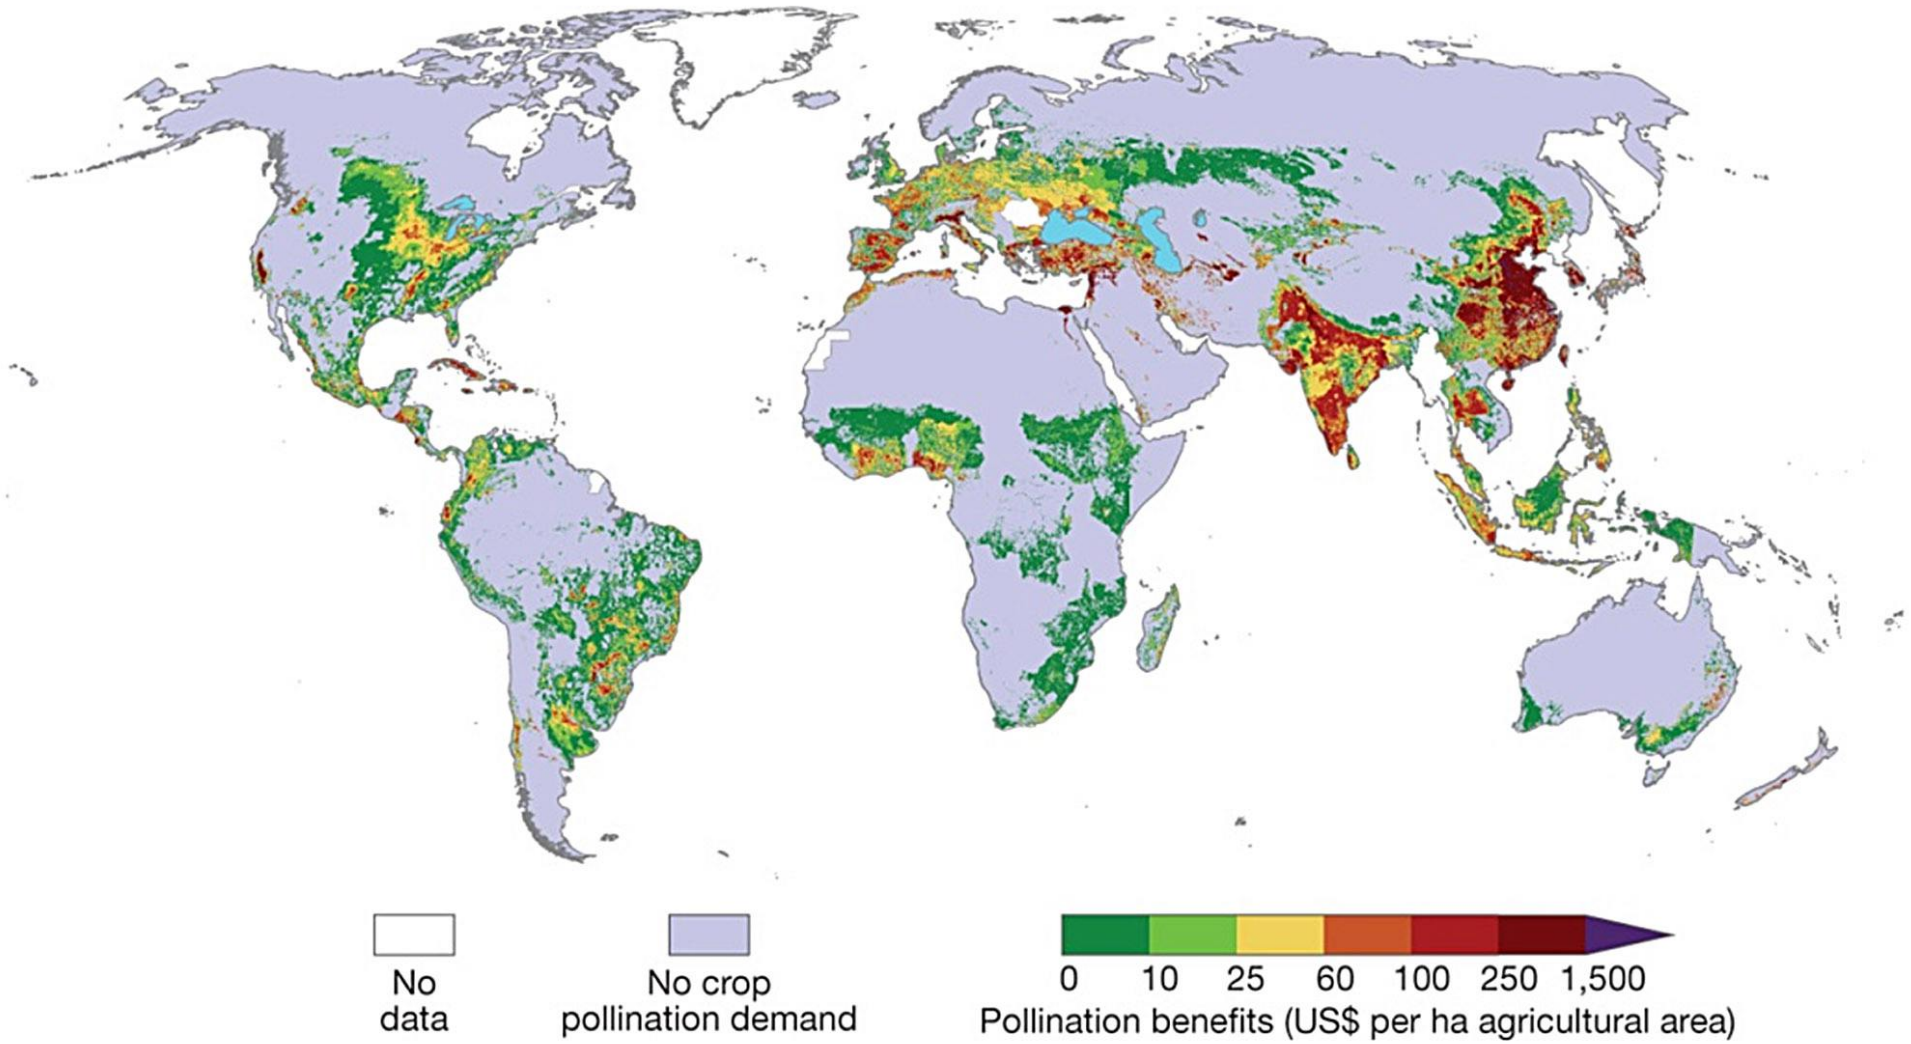 No
data
No crop
pollination demand
0 10 25 60 100 250 1,500
Pollination benefits (US$ per ha agricultural area)